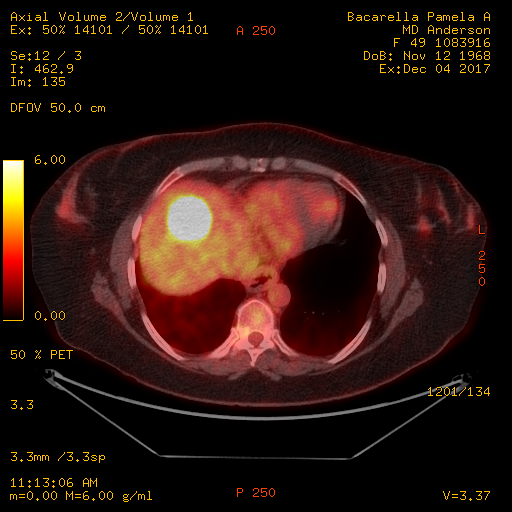 Axial Volume 2/Volume 1
Ex: 50% 14101 / 50% 14101
Se:12 / 3
I: 462.9
Im: 135
DFOV 50.0 cm
A 250
Bacarella Pamela A
MD Anderson
F 49 1083916
DoB: Nov 12 1968
Ex:Dec 04 2017
6.00
0.00
L
2
5
0
50 % PET
3.3
1201/134
3.3mm /3.3sp
11:13:06 AM
m=0.00 M=6.00 g/ml
P 250
V=3.37